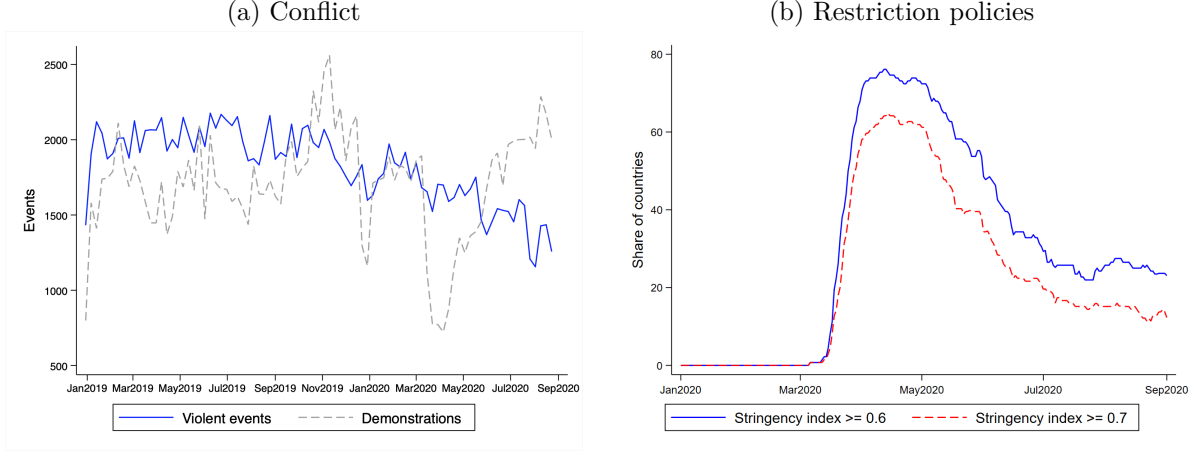 (a) Conflict
Events
2500
2000
1500
1000
500
Jan2019 Mar2019 May2019 Jul2019 Sep2019 Nov2019 Jan2020 Mar2020 May2020 Jul2020 Sep2020
Violent events Demonstrations
(b) Restriction policies
Share of countries
80
60
40
20
0
Jan2020 Mar2020 May2020 Jul2020 Sep2020
Stringency index >= 0.6 Stringency index >= 0.7